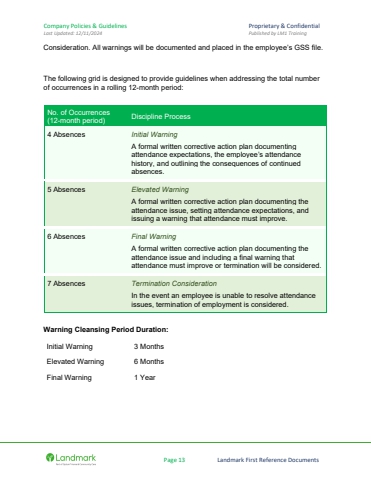 Company Policies & Guidelines Proprietary & Confidential
Last Updated: 12/11/2024 Published by LMS Training
Consideration. All warnings will be documented and placed in the employee's GSS file.
The following grid is designed to provide guidelines when addressing the total number
of occurrences in a rolling 12-month period:
No. of Occurrences Discipline Process
(12-month period)
4 Absences Initial Warning
A formal written corrective action plan documenting
attendance expectations, the employee's attendance
history, and outlining the consequences of continued
absences.
5 Absences Elevated Warning
A formal written corrective action plan documenting the
attendance issue, setting attendance expectations, and
issuing a warning that attendance must improve.
6 Absences Final Warning
A formal written corrective action plan documenting the
attendance issue and including a final warning that
attendance must improve or termination will be considered.
7 Absences Termination Consideration
In the event an employee is unable to resolve attendance
issues, termination of employment is considered.
Warning Cleansing Period Duration:
Initial Warning 3 Months
Elevated Warning 6 Months
Final Warning 1 Year
Landmark Page 13 Landmark First Reference Documents